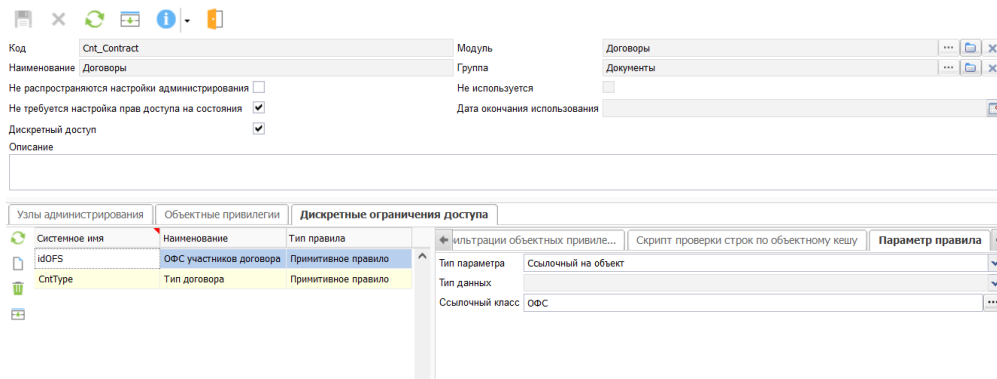 Код Cnt_Contract Модуль Договоры
Наименование Договоры Группа Документы
Не распространяются настройки администрирования Не используется
Не требуется настройка прав доступа на состояния Дата окончания использования
Дискретный доступ
Описание
Узлы администрирования Объектные привилегии Дискретные ограничения доступа
Системное имя Наименование Тип правила
idOFS ОФС участников договора Примитивное правило
CntType Тип договора Примитивное правило
ильтрации объектных привиле... Скрипт проверки строк по объектному кешу Параметр правила
Тип параметра Ссылочный на объект
Тип данных
Ссылочный класс ОФС